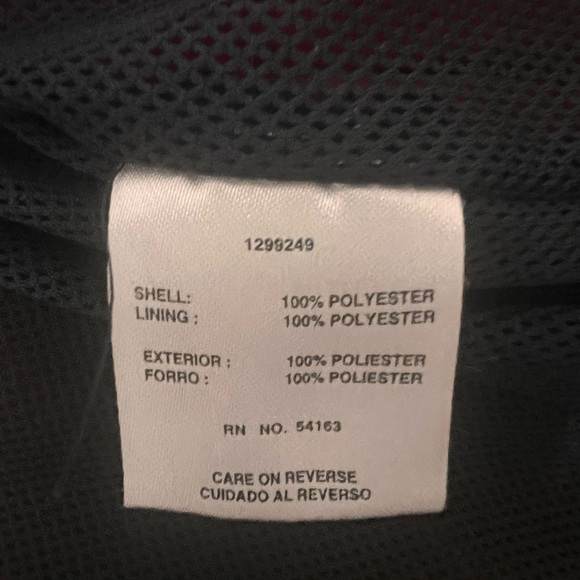 1299249
SHELL: 100% POLYESTER
LINING : 100% POLYESTER
EXTERIOR : 100% POLIESTER
FORRO : 100% POLIESTER
RN NO. 54163
CARE ON REVERSE
CUIDADO AL REVERSO